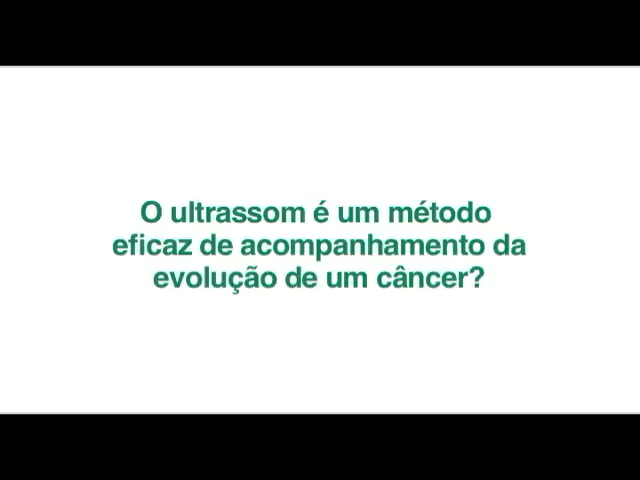 O ultrassom é um método
eficaz de acompanhamento da
evolução de um câncer?